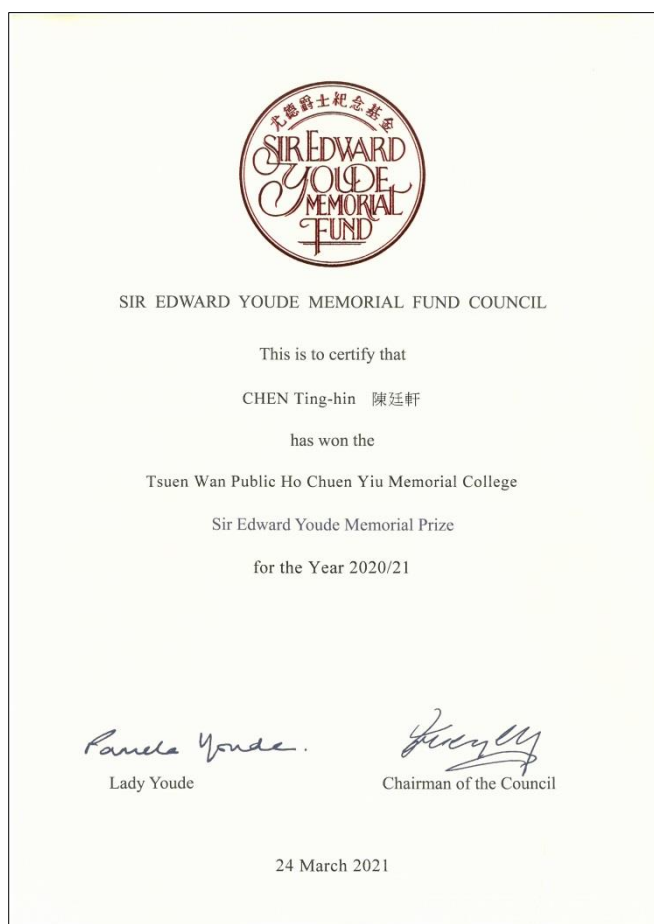 尤德爵士紀念基金
SIR EDWARD
YOUDE
MEMORIAL
FUND
SIR EDWARD YOUDE MEMORIAL FUND COUNCIL
This is to certify that
CHEN Ting-hin 陳廷軒
has won the
Tsuen Wan Public Ho Chuen Yiu Memorial College
Sir Edward Youde Memorial Prize
for the Year 2020/21
Pamela Youde.
Lady Youde
Chairman of the Council
24 March 2021